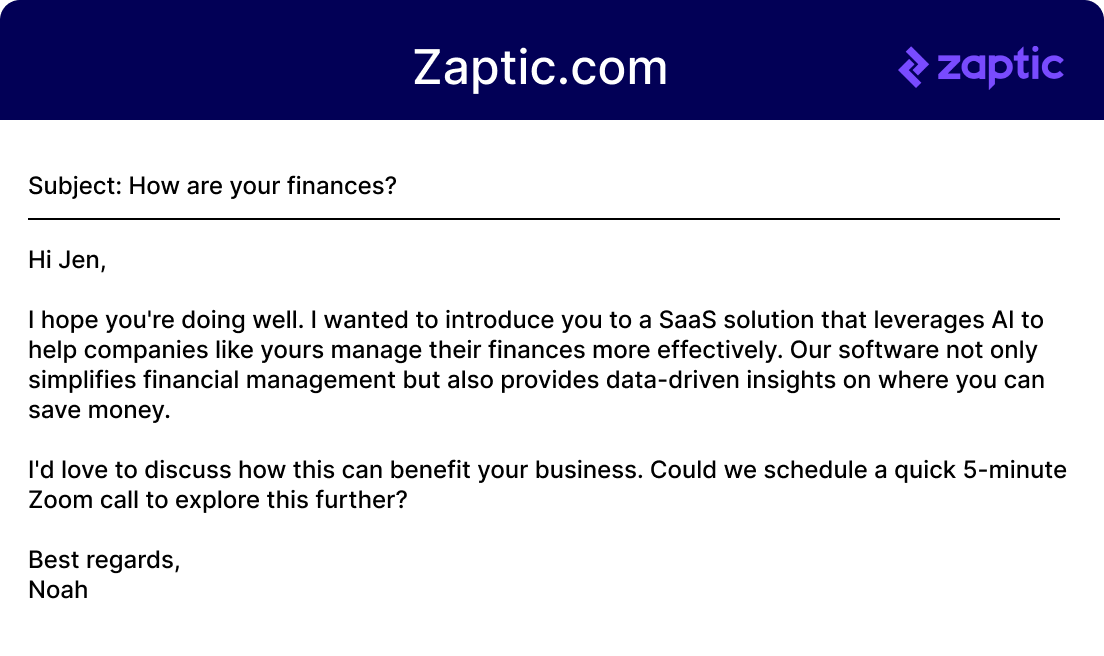 Zaptic.com
zaptic
Subject: How are your finances?
Hi Jen,
I hope you're doing well. I wanted to introduce you to a SaaS solution that leverages AI to
help companies like yours manage their finances more effectively. Our software not only
simplifies financial management but also provides data-driven insights on where you can
save money.
I'd love to discuss how this can benefit your business. Could we schedule a quick 5-minute
Zoom call to explore this further?
Best regards,
Noah